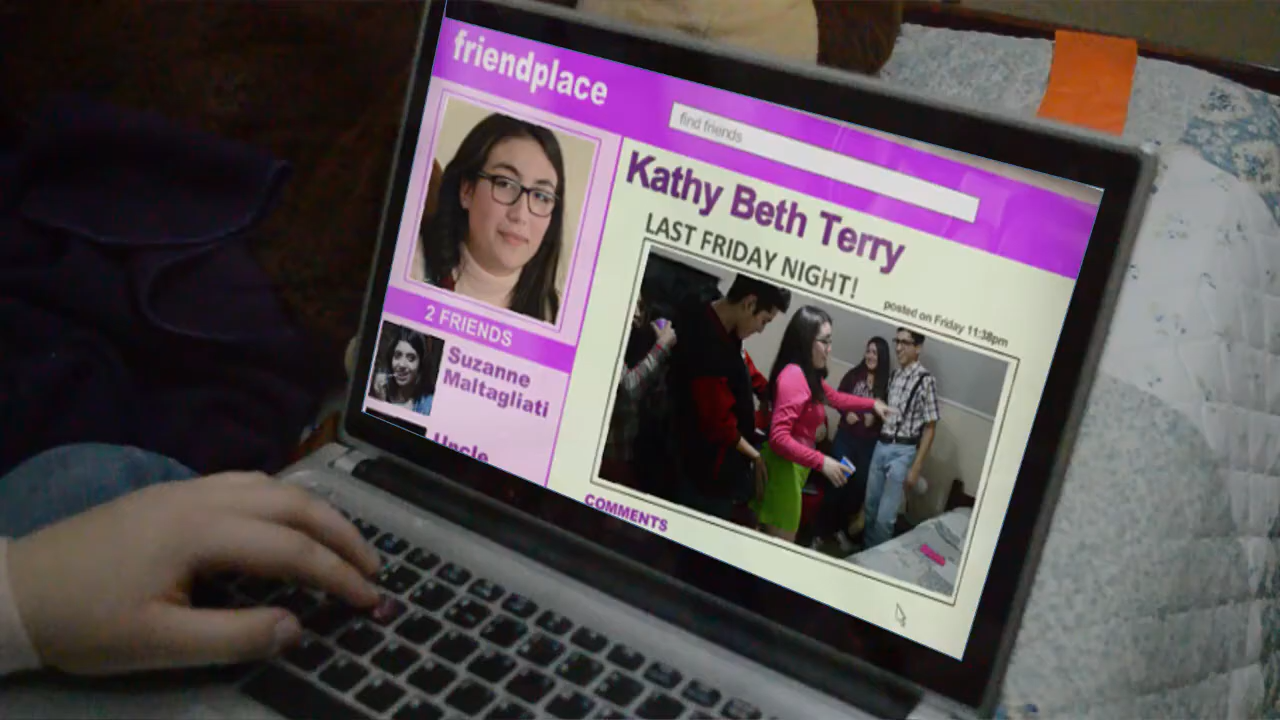 friendplace
find friends
Kathy Beth Terry
LAST FRIDAY NIGHT!
posted on Friday 11:38pm
2 FRIENDS
Suzanne
Maltagliati
Uncle
COMMENTS